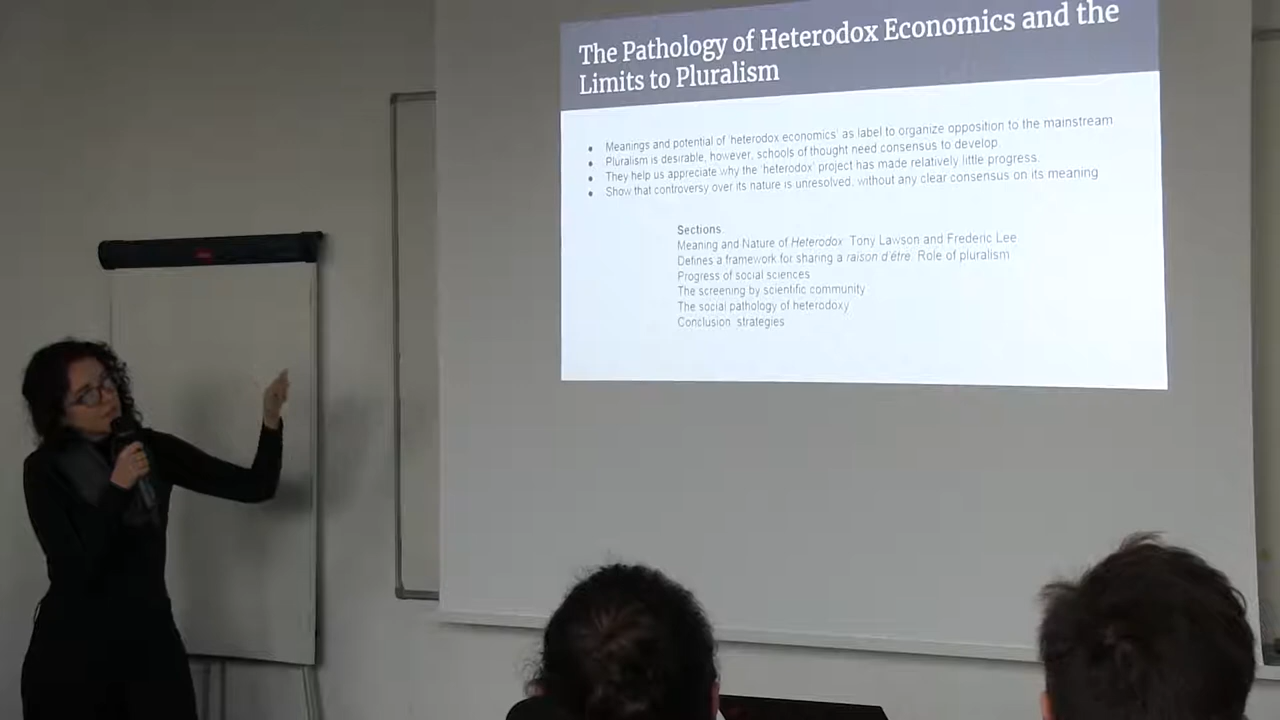 The Pathology of Heterodox Economics and the
Limits to Pluralism
Meanings and potential of 'heterodox economics' as label to organize opposition to the mainstream
Pluralism is desirable, however, schools of thought need consensus to develop.
They help us appreciate why the 'heterodox' project has made relatively little progress.
Show that controversy over its nature is unresolved, without any clear consensus on its meaning
Sections
Meaning and Nature of Heterodox: Tony Lawson and Frederic Lee
Defines a framework for sharing a raison d'être. Role of pluralism
Progress of social sciences
The screening by scientific community
The social pathology of heterodoxy
Conclusion: strategies